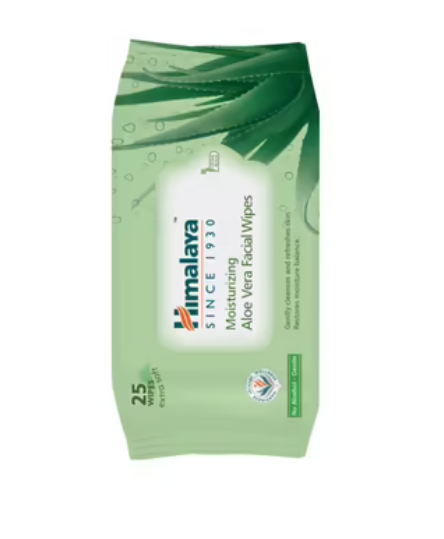 Himalaya™
SINCE 1930
Moisturizing
Aloe Vera Facial Wipes
Gently cleanses and refreshes skin
Restores moisture balance
25
WIPES
extra soft